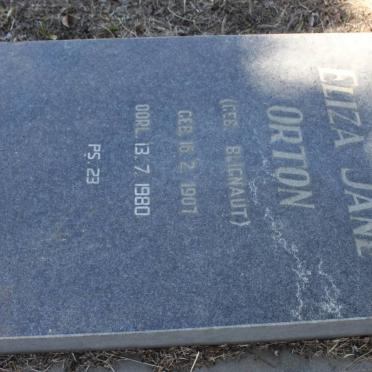 ELIZA JANE
ORTON
(GEB BLIGNAUT)
GEB. 16. 2. 1907
OORL. 13. 7. 1980
PS. 23